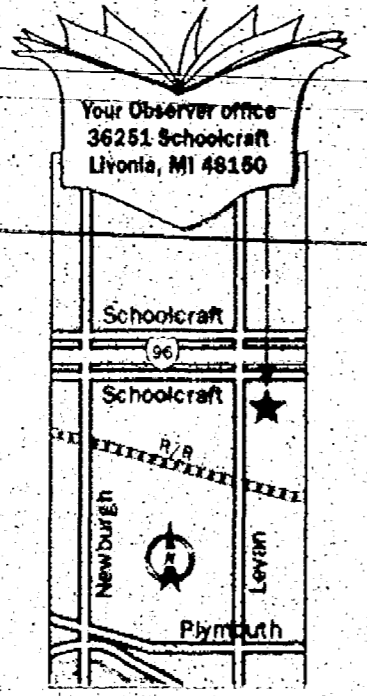 Your Observer office
36251 Schoolcraft
Livonia, MI 48150
Schoolcraft
96
Schoolcraft
R/R
Newburgh
Levan
Plymouth